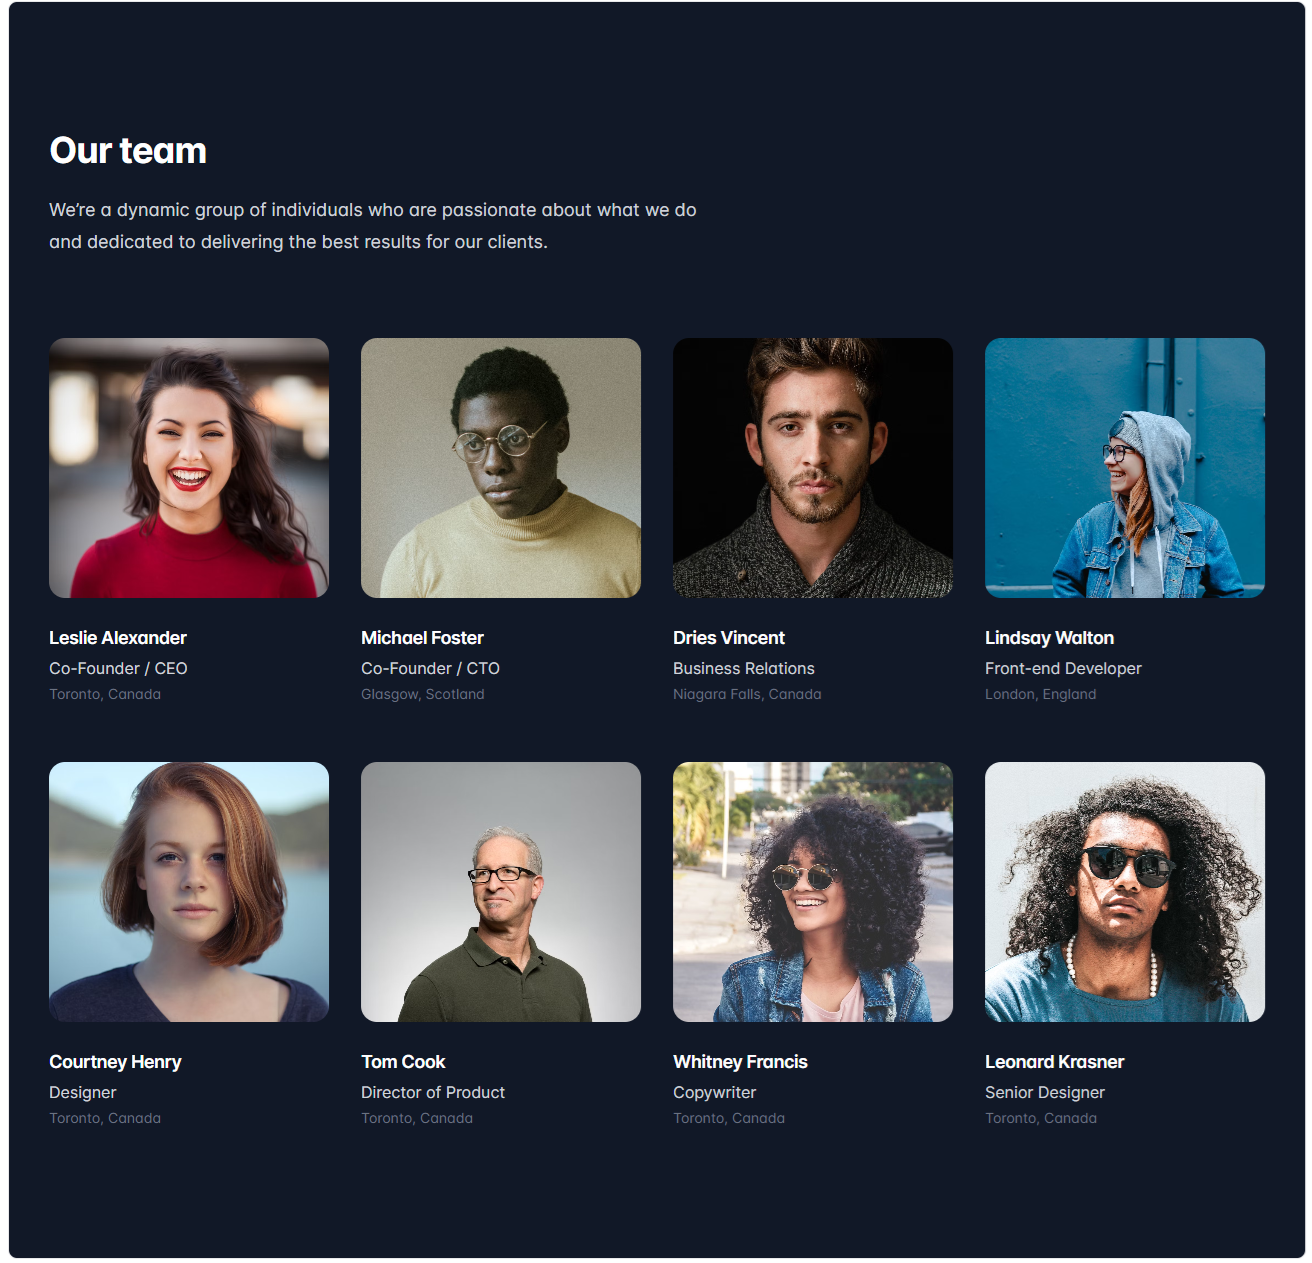 Our team
We’re a dynamic group of individuals who are passionate about what we do
and dedicated to delivering the best results for our clients.
Leslie Alexander
Co-Founder / CEO
Toronto, Canada
Michael Foster
Co-Founder / CTO
Glasgow, Scotland
Dries Vincent
Business Relations
Niagara Falls, Canada
Lindsay Walton
Front-end Developer
London, England
Courtney Henry
Designer
Toronto, Canada
Tom Cook
Director of Product
Toronto, Canada
Whitney Francis
Copywriter
Toronto, Canada
Leonard Krasner
Senior Designer
Toronto, Canada